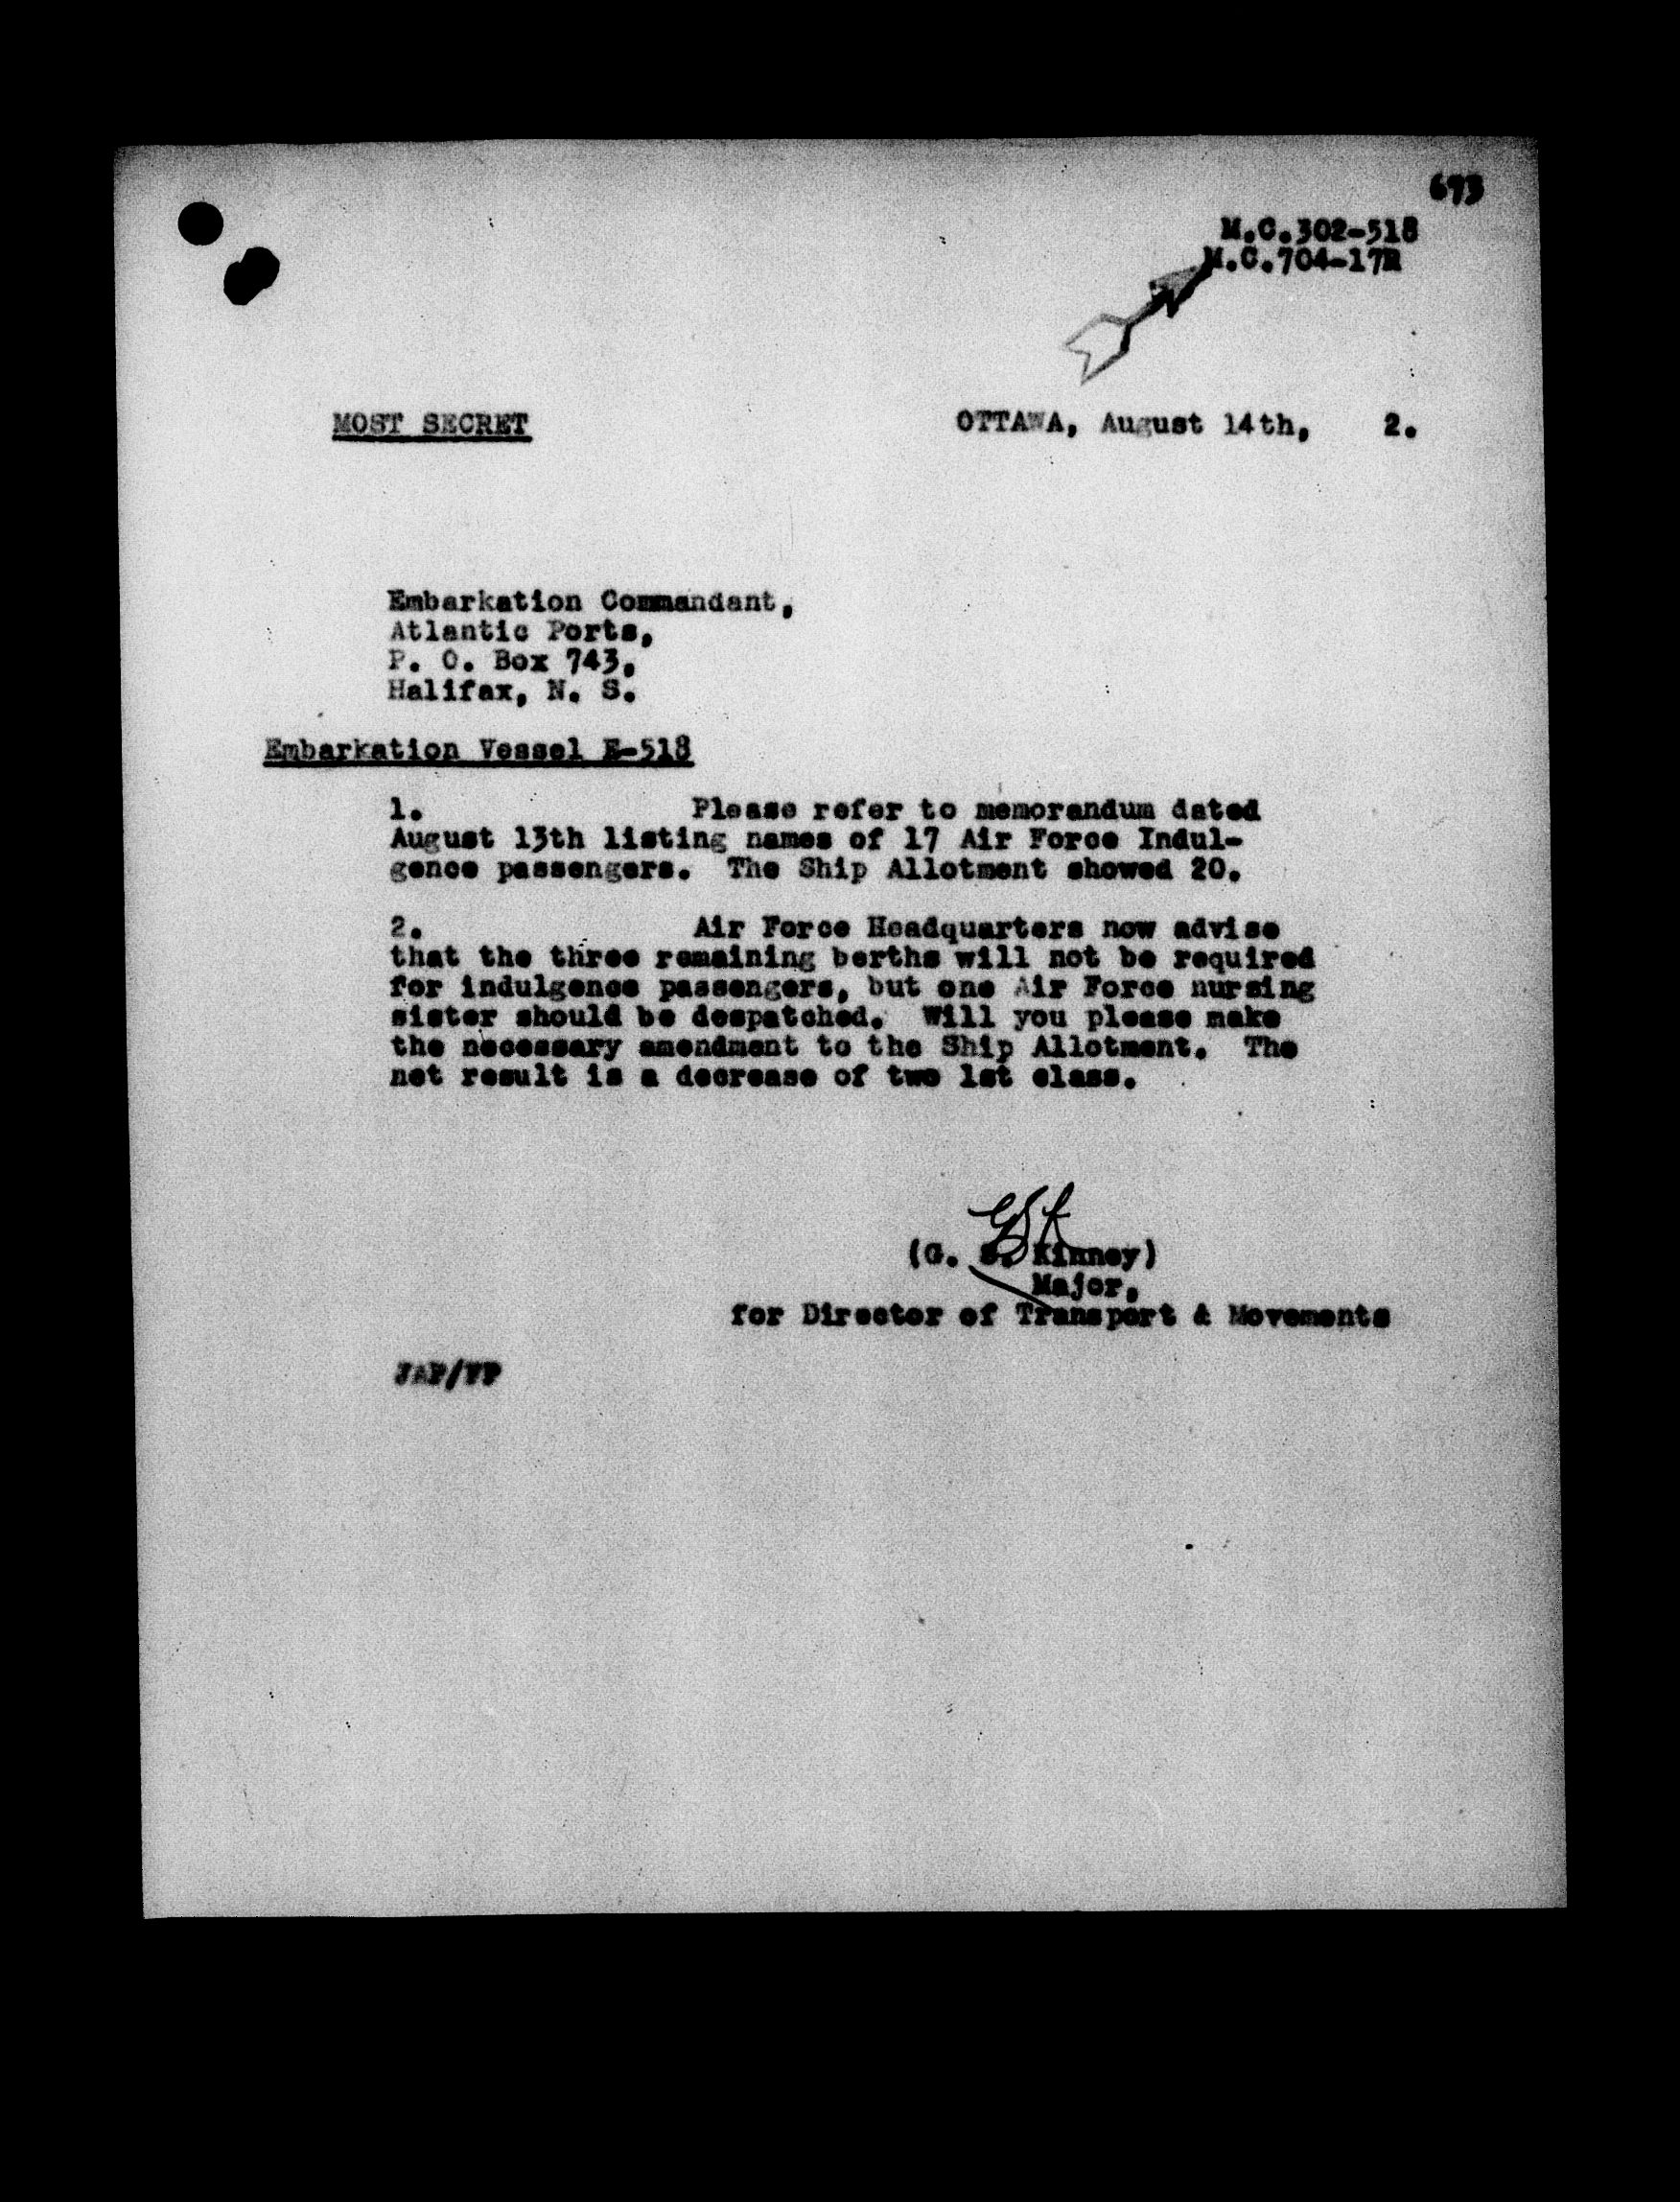 673
M.C.302-518
M.C.704-17R
MOST SECRET
OTTAWA, August 14th, 2.
Embarkation Commandant,
Atlantic Ports,
P. O. Box 743,
Halifax, N. S.
Embarkation Vessel E-518
1. Please refer to memorandum dated
August 13th listing names of 17 Air Force Indul-
gence passengers. The Ship Allotment showed 20.
2. Air Force Headquarters now advise
that the three remaining berths will not be required
for indulgence passengers, but one Air Force nursing
sister should be despatched. Will you please make
the necessary amendment to the Ship Allotment. The
net result is a decrease of two 1st class.
GSK
(G. S. Kinney)
Major,
for Director of Transport & Movements